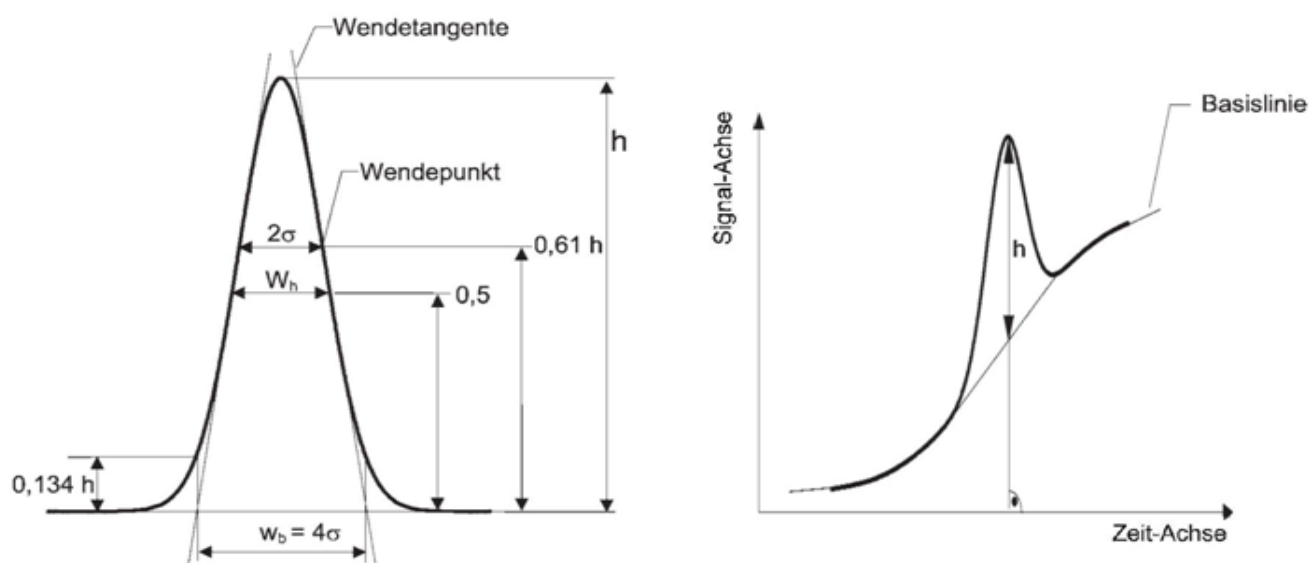 Wendetangente
h
Wendepunkt
2σ
0,61 h
Wh
0,5
0,134 h
wb = 4σ
Basislinie
Signal-Achse
h
Zeit-Achse